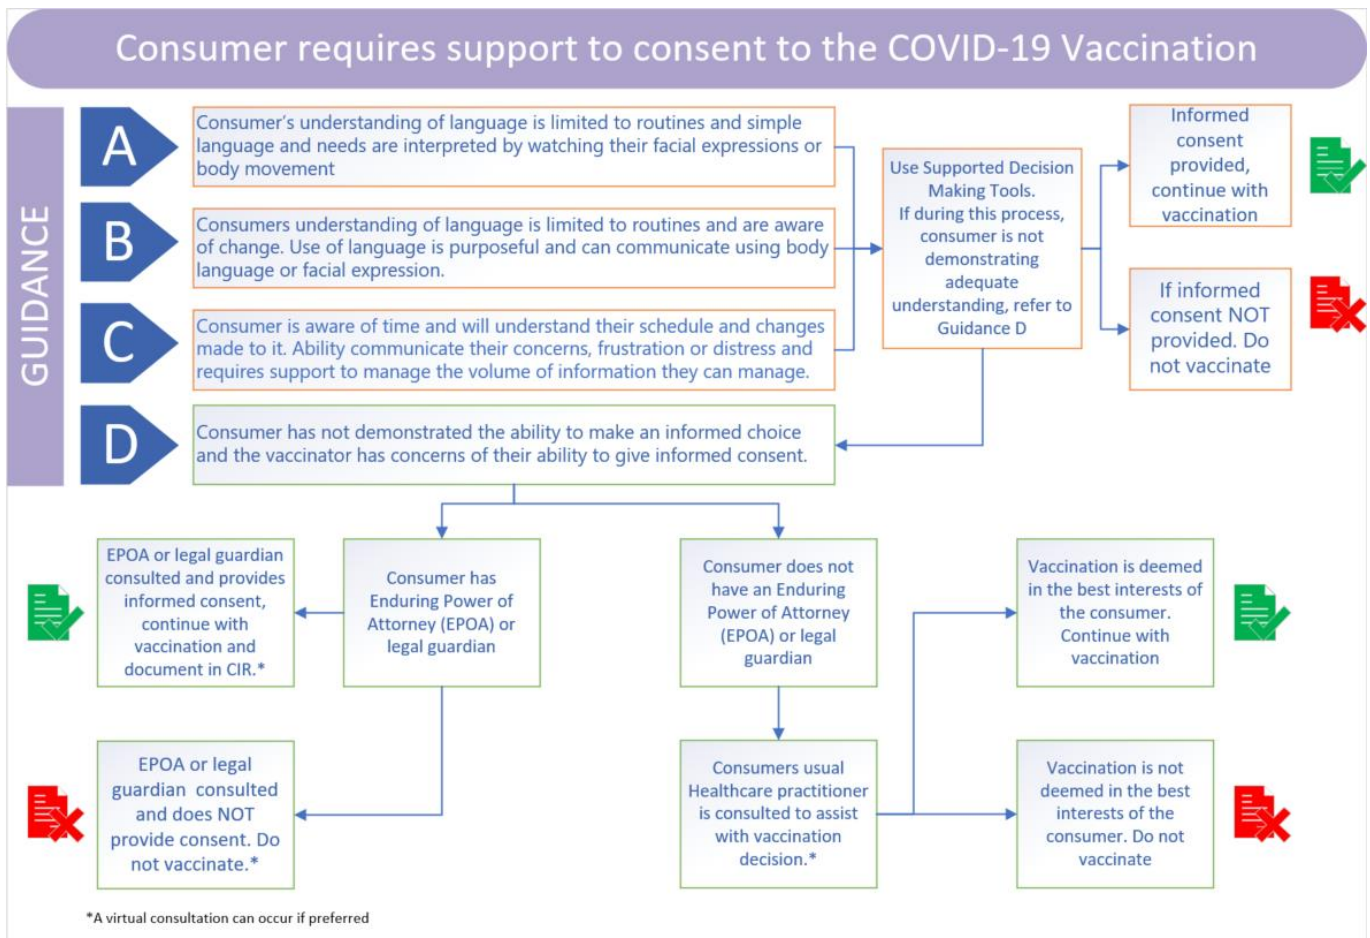 Consumer requires support to consent to the COVID-19 Vaccination
GUIDANCE
A
Consumer's understanding of language is limited to routines and simple
language and needs are interpreted by watching their facial expressions or
body movement
B
Consumers understanding of language is limited to routines and are aware
of change. Use of language is purposeful and can communicate using body
language or facial expression.
C
Consumer is aware of time and will understand their schedule and changes
made to it. Ability communicate their concerns, frustration or distress and
requires support to manage the volume of information they can manage.
D
Consumer has not demonstrated the ability to make an informed choice
and the vaccinator has concerns of their ability to give informed consent.
Use Supported Decision
Making Tools.
If during this process,
consumer is not
demonstrating
adequate
understanding, refer to
Guidance D
Informed
consent
provided,
continue with
vaccination
If informed
consent NOT
provided. Do
not vaccinate
EPOA or legal guardian
consulted and provides
informed consent,
continue with
vaccination and
document in CIR.*
Consumer has
Enduring Power of
Attorney (EPOA) or
legal guardian
Consumer does not
have an Enduring
Power of Attorney
(EPOA) or legal
guardian
Vaccination is deemed
in the best interests of
the consumer.
Continue with
vaccination
EPOA or legal
guardian consulted
and does NOT
provide consent. Do
not vaccinate.*
Consumers usual
Healthcare practitioner
is consulted to assist
with vaccination
decision.*
Vaccination is not
deemed in the best
interests of the
consumer. Do not
vaccinate
*A virtual consultation can occur if preferred